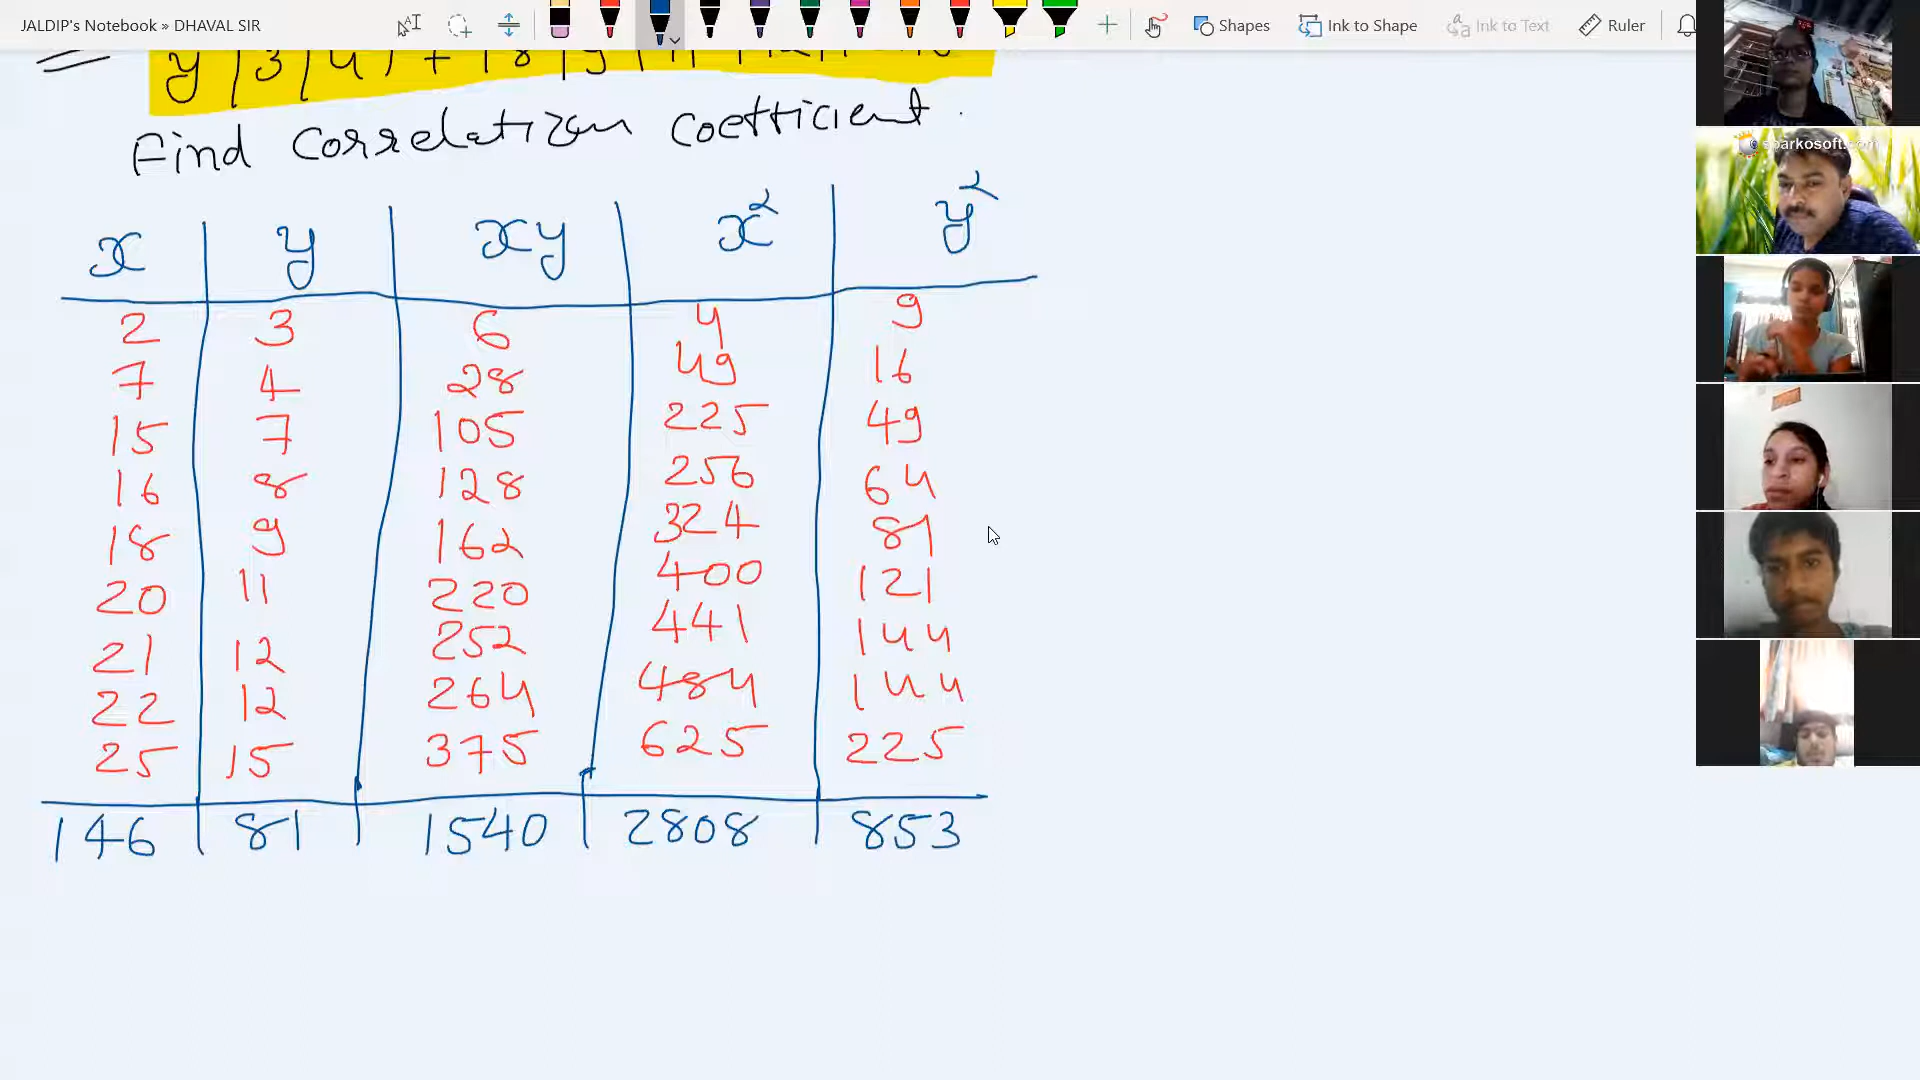 JALDIP's Notebook » DHAVAL SIR
Shapes Ink to Shape Ink to Text Ruler
y | 3 | 4 | 7
Find Correlation coefficient.
x y xy x² y²
2 3 6 4 9
7 4 28 49 16
15 7 105 225 49
16 8 128 256 64
18 9 162 324 81
20 11 220 400 121
21 12 252 441 144
22 12 264 484 144
25 15 375 625 225
146 81 1540 2808 853
sparkosoft.com